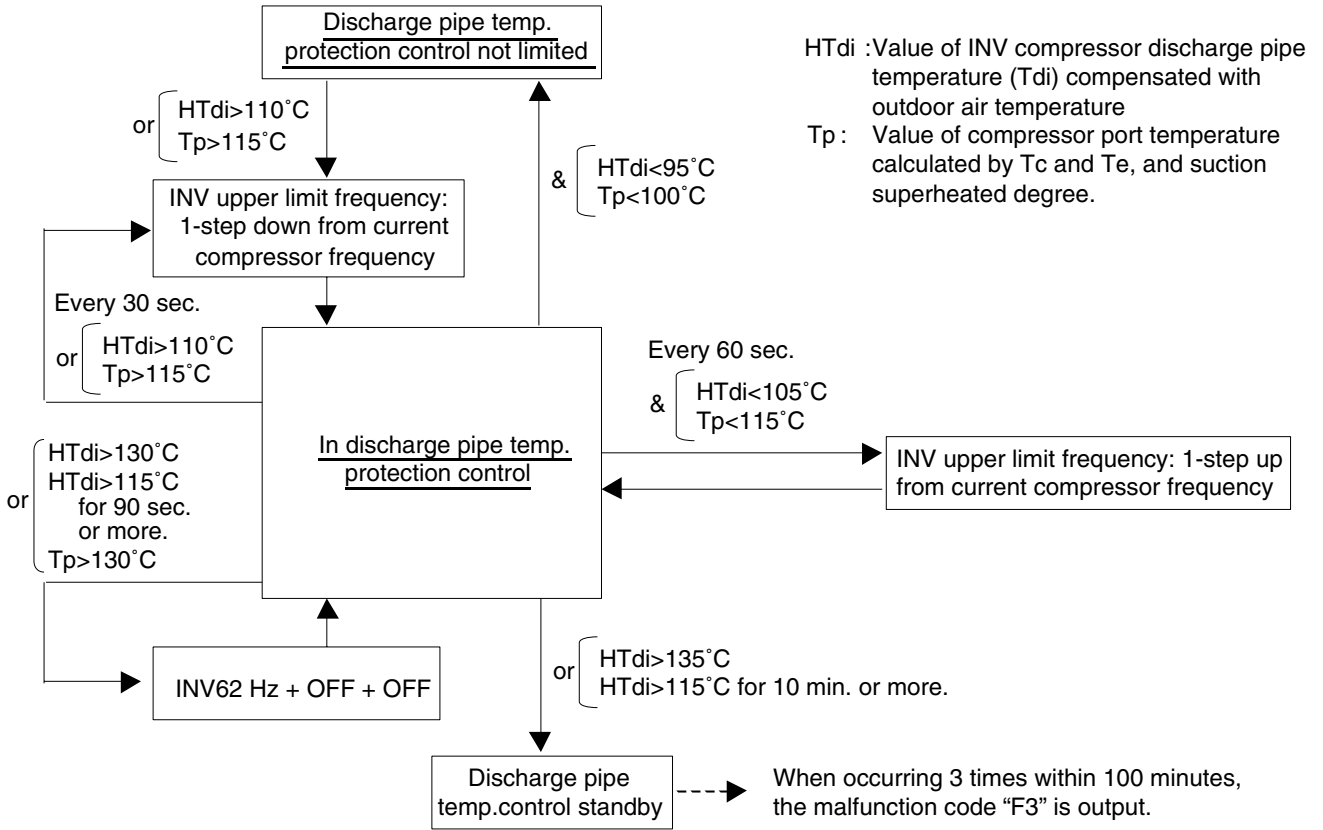 Discharge pipe temp.
protection control not limited
HTdi :Value of INV compressor discharge pipe
temperature (Tdi) compensated with
outdoor air temperature
Tp : Value of compressor port temperature
calculated by Tc and Te, and suction
superheated degree.
or
HTdi>110˚C
Tp>115˚C
&
HTdi<95˚C
Tp<100˚C
INV upper limit frequency:
1-step down from current
compressor frequency
Every 30 sec.
or
HTdi>110˚C
Tp>115˚C
Every 60 sec.
&
HTdi<105˚C
Tp<115˚C
In discharge pipe temp.
protection control
INV upper limit frequency: 1-step up
from current compressor frequency
or
HTdi>130˚C
HTdi>115˚C
for 90 sec.
or more.
Tp>130˚C
INV62 Hz + OFF + OFF
or
HTdi>135˚C
HTdi>115˚C for 10 min. or more.
Discharge pipe
temp.control standby
When occurring 3 times within 100 minutes,
the malfunction code “F3” is output.